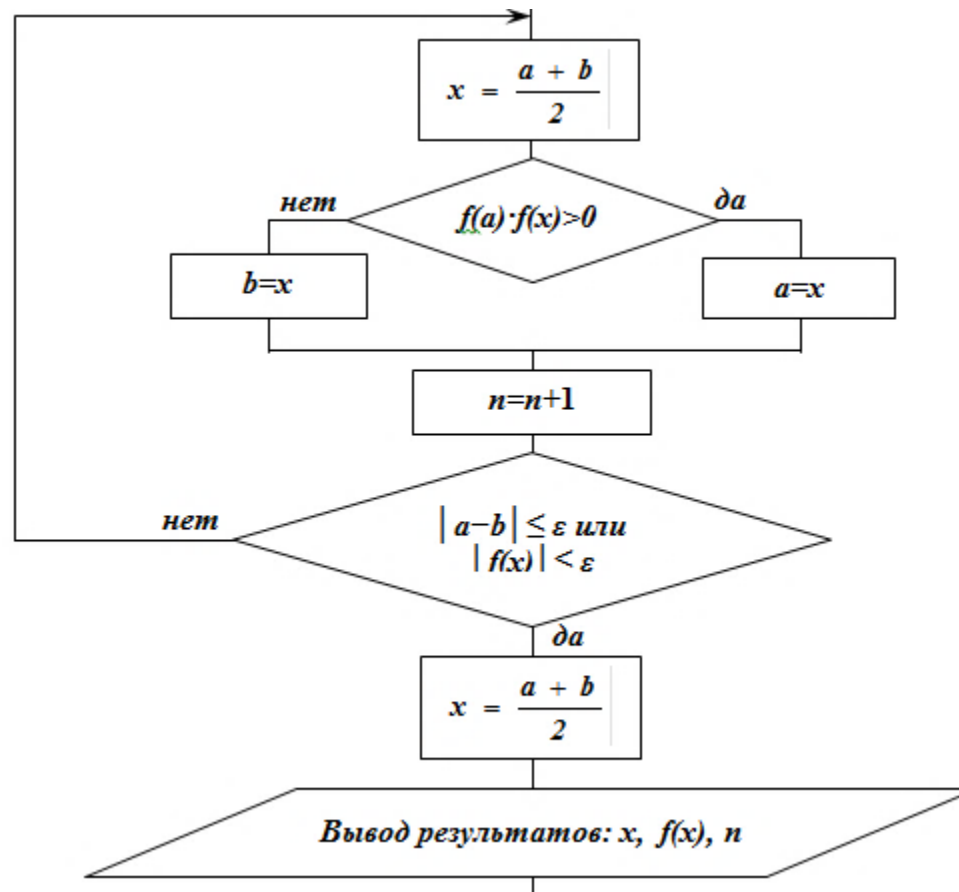 x = a + b / 2
нет
да
f(a)·f(x)>0
b=x
a=x
n=n+1
нет
|a−b| ≤ ε или
|f(x)| < ε
да
x = a + b / 2
Вывод результатов: x, f(x), n